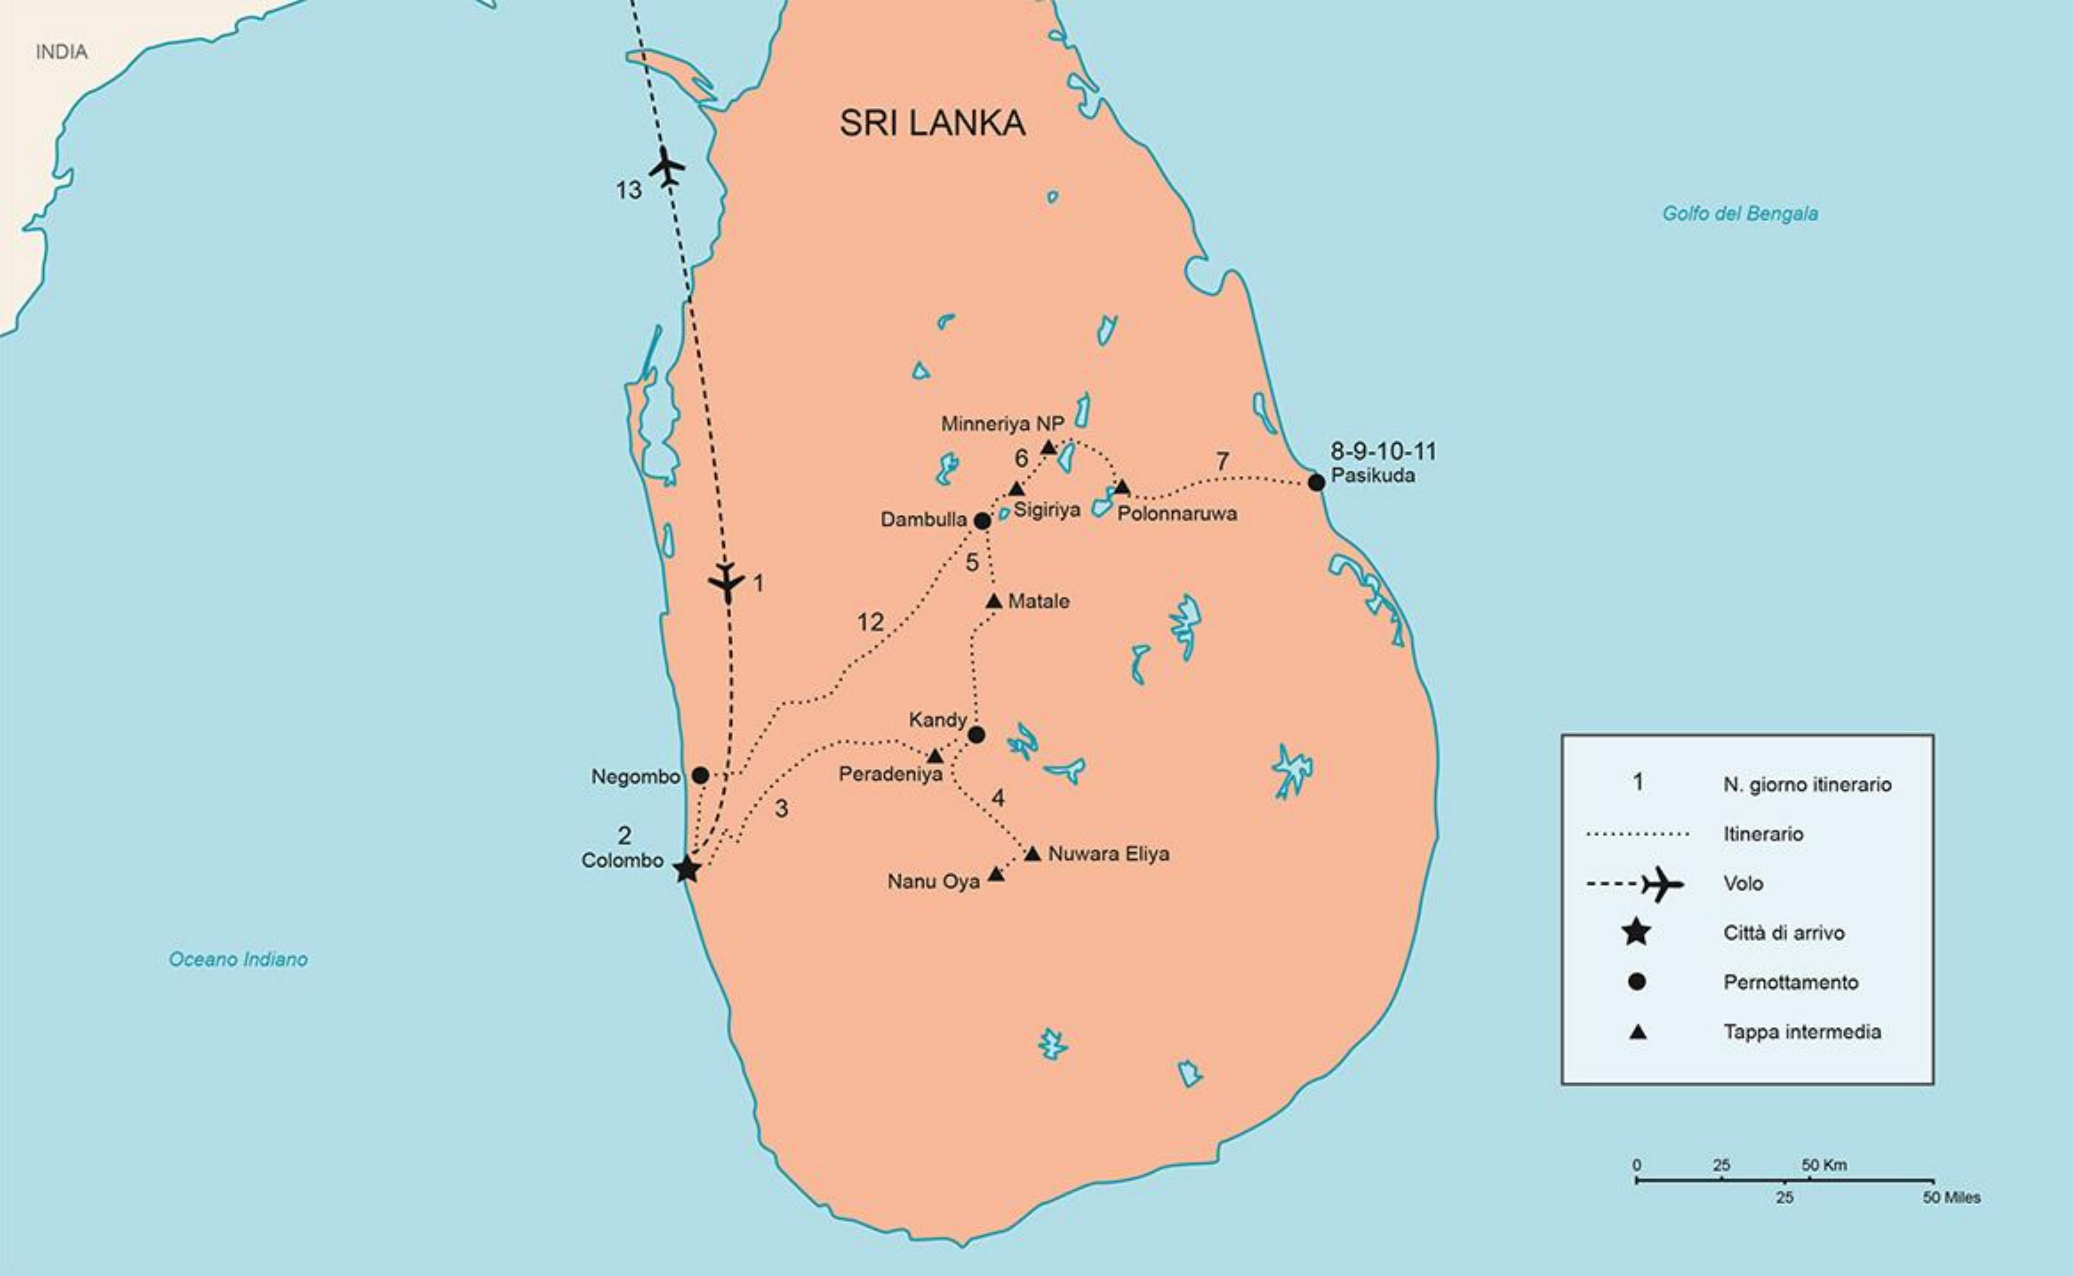 INDIA
SRI LANKA
13
Golfo del Bengala
Minneriya NP
6
8-9-10-11
Pasikuda
7
Sigiriya
Polonnaruwa
Dambulla
5
1
Matale
12
Kandy
Negombo
Peradeniya
4
3
2
Colombo
Nuwara Eliya
Nanu Oya
Oceano Indiano
1 N. giorno itinerario
Itinerario
Volo
Città di arrivo
Pernottamento
Tappa intermedia
0 25 50 Km
25 50 Miles